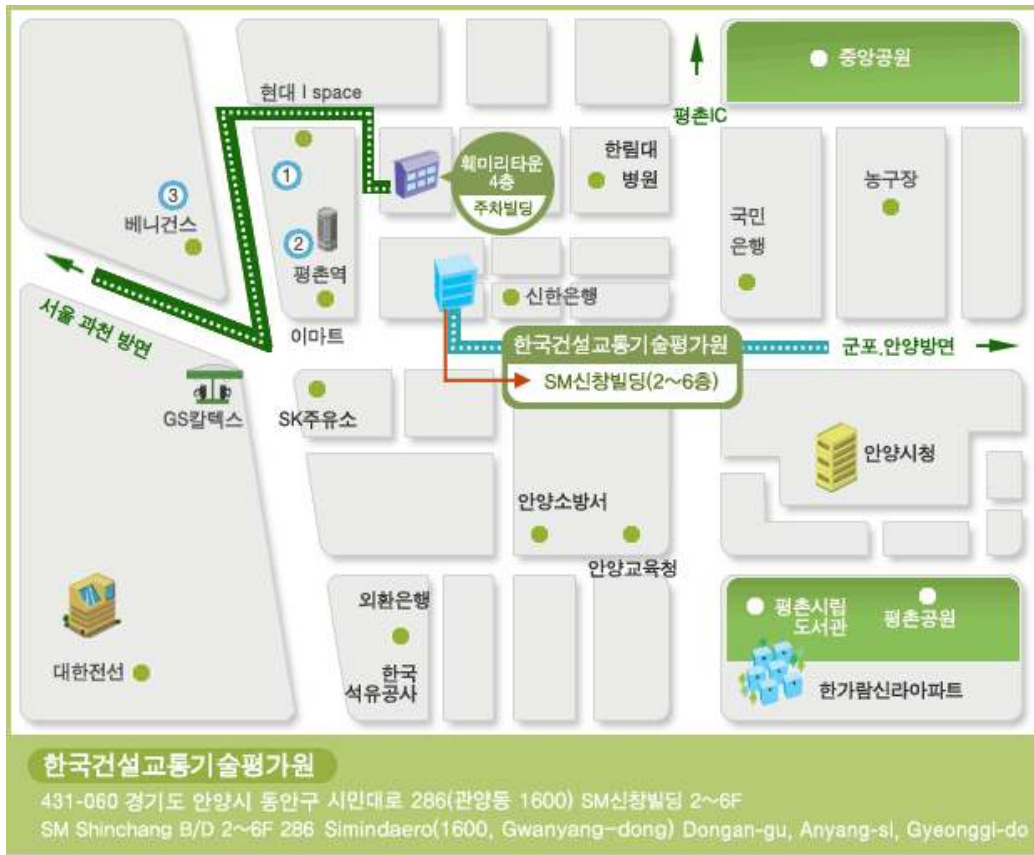 중앙공원
현대 I space
평촌IC
훼미리타운
4층
주차빌딩
한림대
병원
농구장
①
③
베니건스
②
평촌역
국민
은행
신한은행
이마트
서울 과천 방면
한국건설교통기술평가원
SM신창빌딩(2~6층)
군포,안양방면
GS칼텍스
SK주유소
안양시청
안양소방서
안양교육청
외환은행
평촌시립
도서관
평촌공원
대한전선
한국
석유공사
한가람신라아파트
한국건설교통기술평가원
431-060 경기도 안양시 동안구 시민대로 286(관양동 1600) SM신창빌딩 2~6F
SM Shinchang B/D 2~6F 286 Simindaero(1600, Gwanyang-dong) Dongan-gu, Anyang-si, Gyeonggi-do